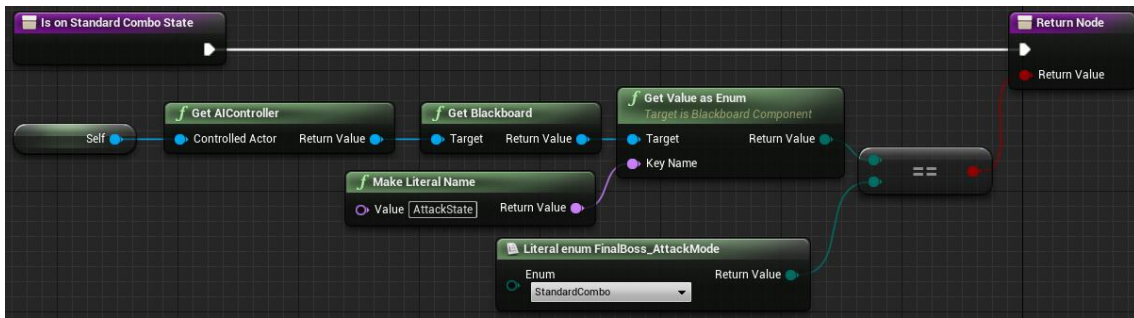 Is on Standard Combo State
Return Node
Return Value
f Get AIController
Controlled Actor Return Value
f Get Blackboard
Target Return Value
f Get Value as Enum
Target is Blackboard Component
Target Return Value
Key Name
Self
==
f Make Literal Name
Value AttackState Return Value
Literal enum FinalBoss_AttackMode
Enum Return Value
StandardCombo